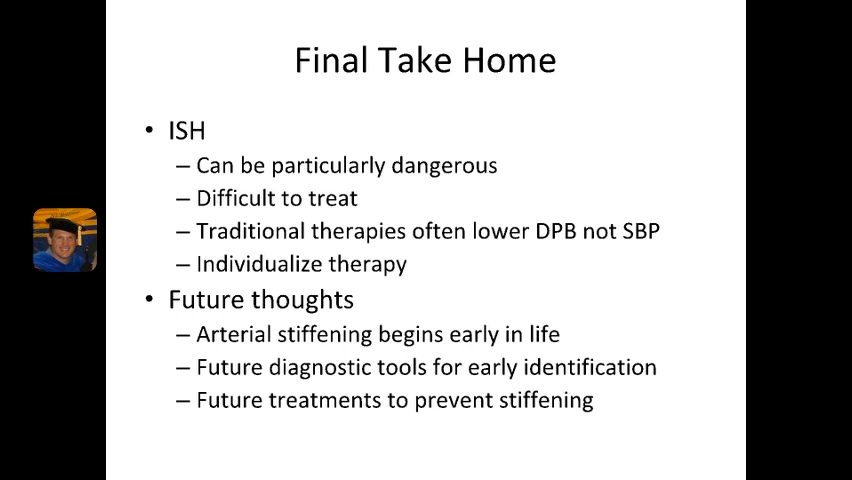 Final Take Home
• ISH
– Can be particularly dangerous
– Difficult to treat
– Traditional therapies often lower DPB not SBP
– Individualize therapy
• Future thoughts
– Arterial stiffening begins early in life
– Future diagnostic tools for early identification
– Future treatments to prevent stiffening